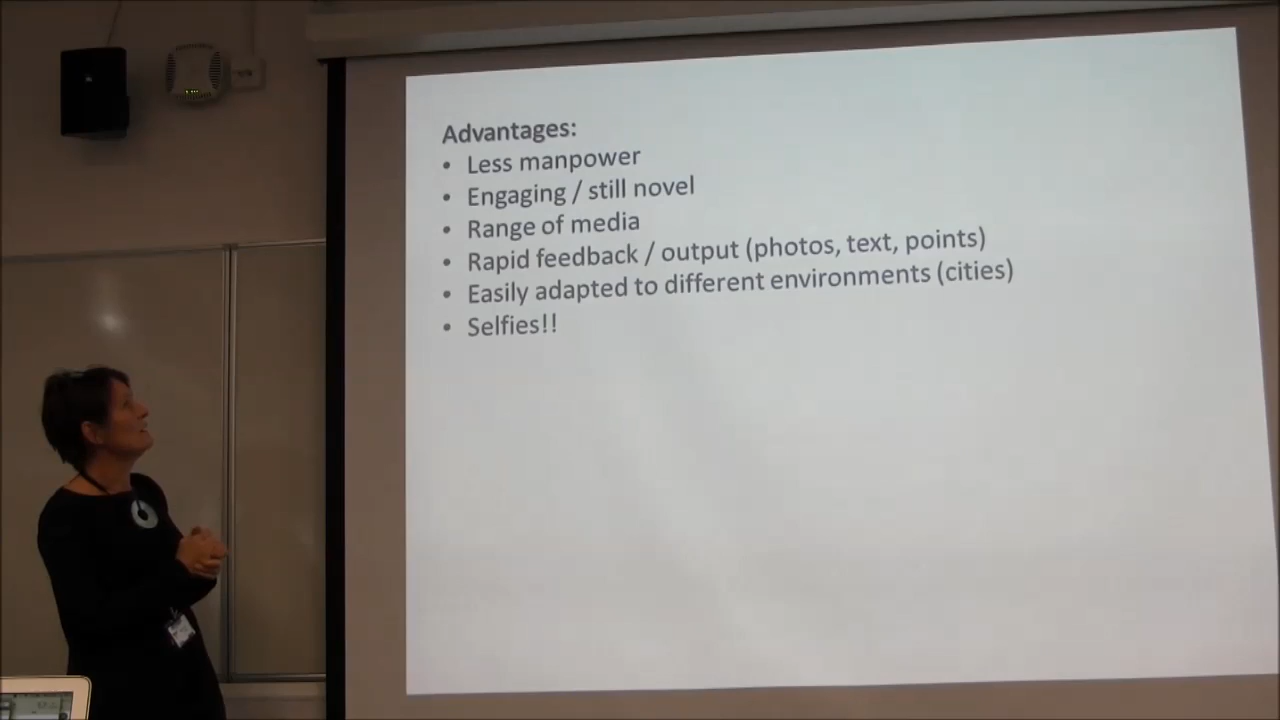 Advantages:
• Less manpower
• Engaging / still novel
• Range of media
• Rapid feedback / output (photos, text, points)
• Easily adapted to different environments (cities)
• Selfies!!